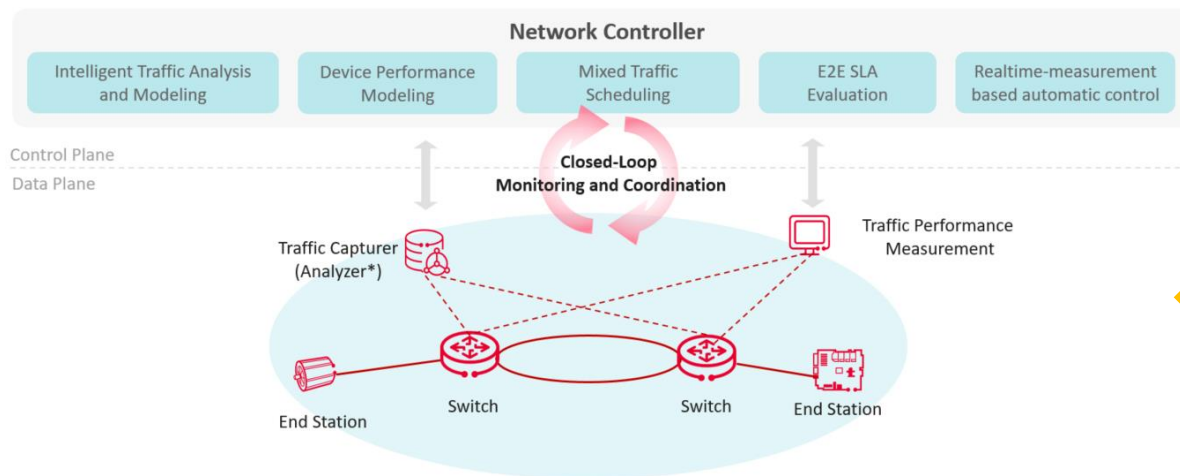 Network Controller
Intelligent Traffic Analysis
and Modeling
Device Performance
Modeling
Mixed Traffic
Scheduling
E2E SLA
Evaluation
Realtime-measurement
based automatic control
Control Plane
Data Plane
Closed-Loop
Monitoring and Coordination
Traffic Capturer
(Analyzer*)
Traffic Performance
Measurement
End Station
Switch
Switch
End Station